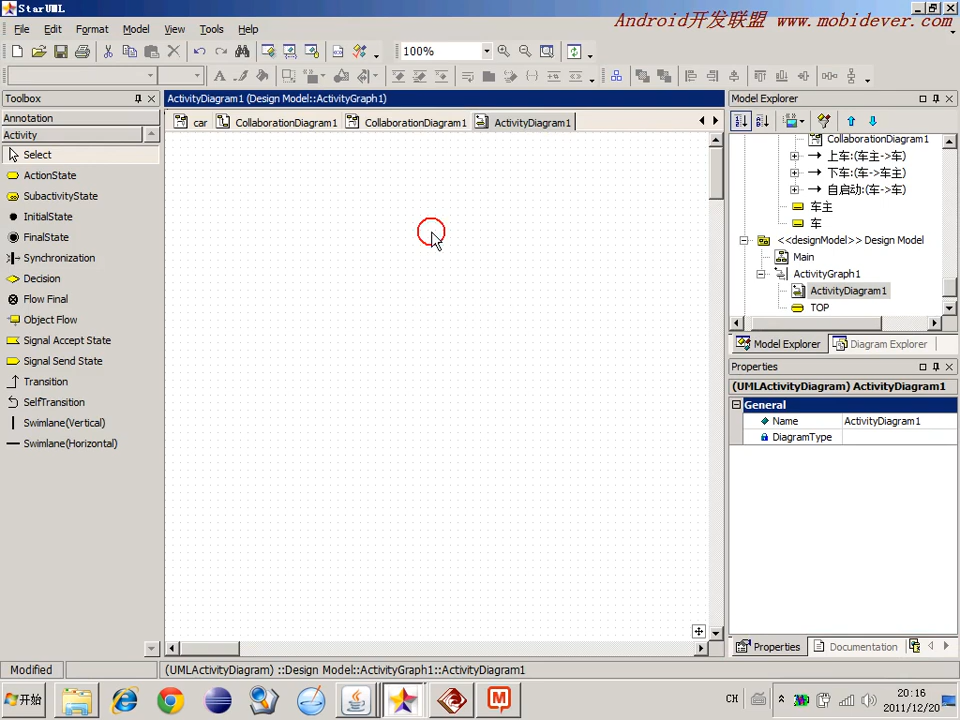 StarUML
Android开发联盟 www.mobidever.com
File Edit Format Model View Tools Help
100%
Toolbox
ActivityDiagram1 (Design Model::ActivityGraph1)
Model Explorer
Annotation
Activity
car CollaborationDiagram1 CollaborationDiagram1 ActivityDiagram1
Select
ActionState
SubactivityState
InitialState
FinalState
Synchronization
Decision
Flow Final
Object Flow
Signal Accept State
Signal Send State
Transition
SelfTransition
Swimlane(Vertical)
Swimlane(Horizontal)
CollaborationDiagram1
上车:(车主->车)
下车:(车->车主)
自启动:(车->车)
车主
车
<<designModel>> Design Model
Main
ActivityGraph1
ActivityDiagram1
TOP
Model Explorer Diagram Explorer
Properties
(UMLActivityDiagram) ActivityDiagram1
General
Name ActivityDiagram1
DiagramType
Properties Documentation
Modified (UMLActivityDiagram) ::Design Model::ActivityGraph1::ActivityDiagram1
开始 CH 20:16
2011/12/20